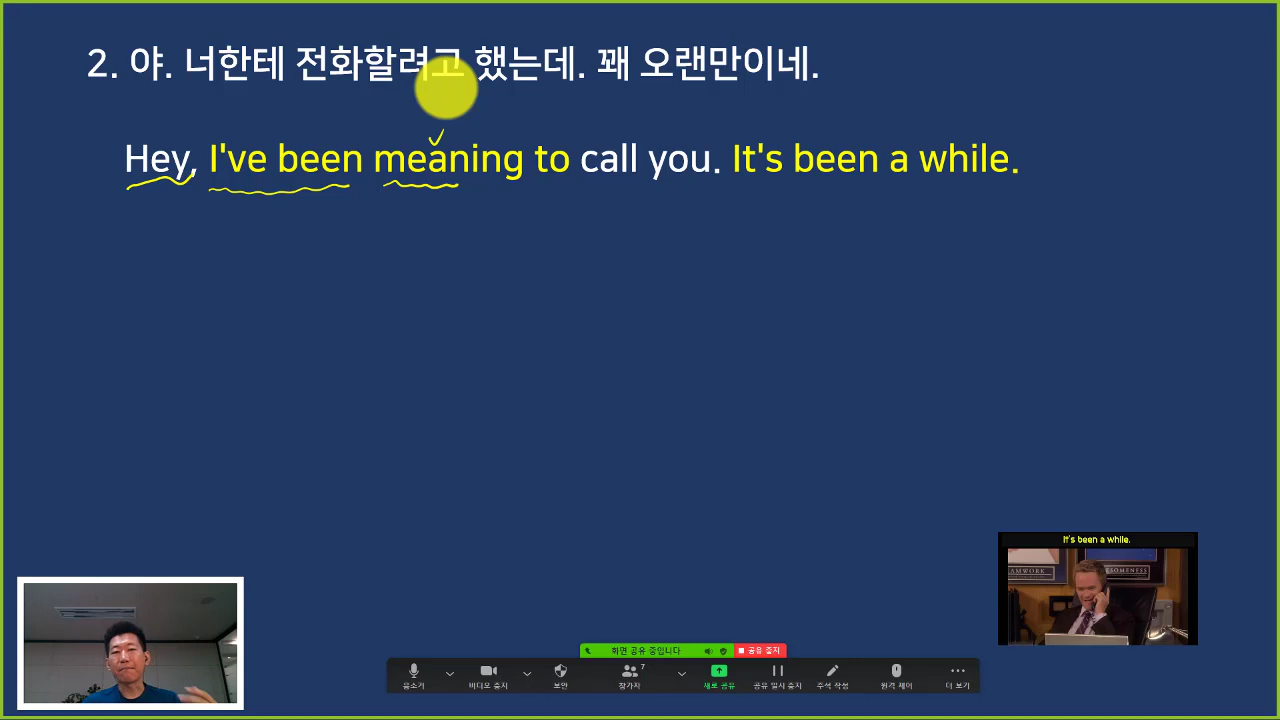 2. 야. 너한테 전화할려고 했는데. 꽤 오랜만이네.
Hey, I've been meaning to call you. It's been a while.
It's been a while.
AMWORK
ESOMENESS
화면 공유 중입니다 공유 중지
7
음소거 비디오 중지 보안 참가자 새로 공유 공유 일시 중지 주석 작성 원격 제어 더 보기